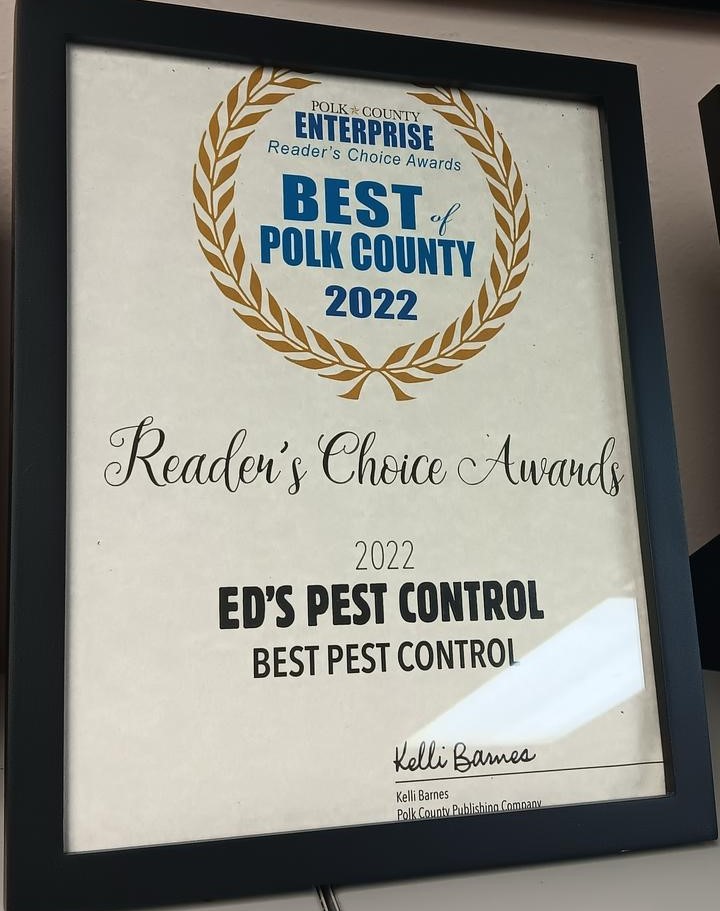 POLK COUNTY
ENTERPRISE
Reader's Choice Awards
BEST of
POLK COUNTY
2022
Reader's Choice Awards
2022
ED'S PEST CONTROL
BEST PEST CONTROL
Kelli Barnes
Kelli Barnes
Polk County Publishing Company